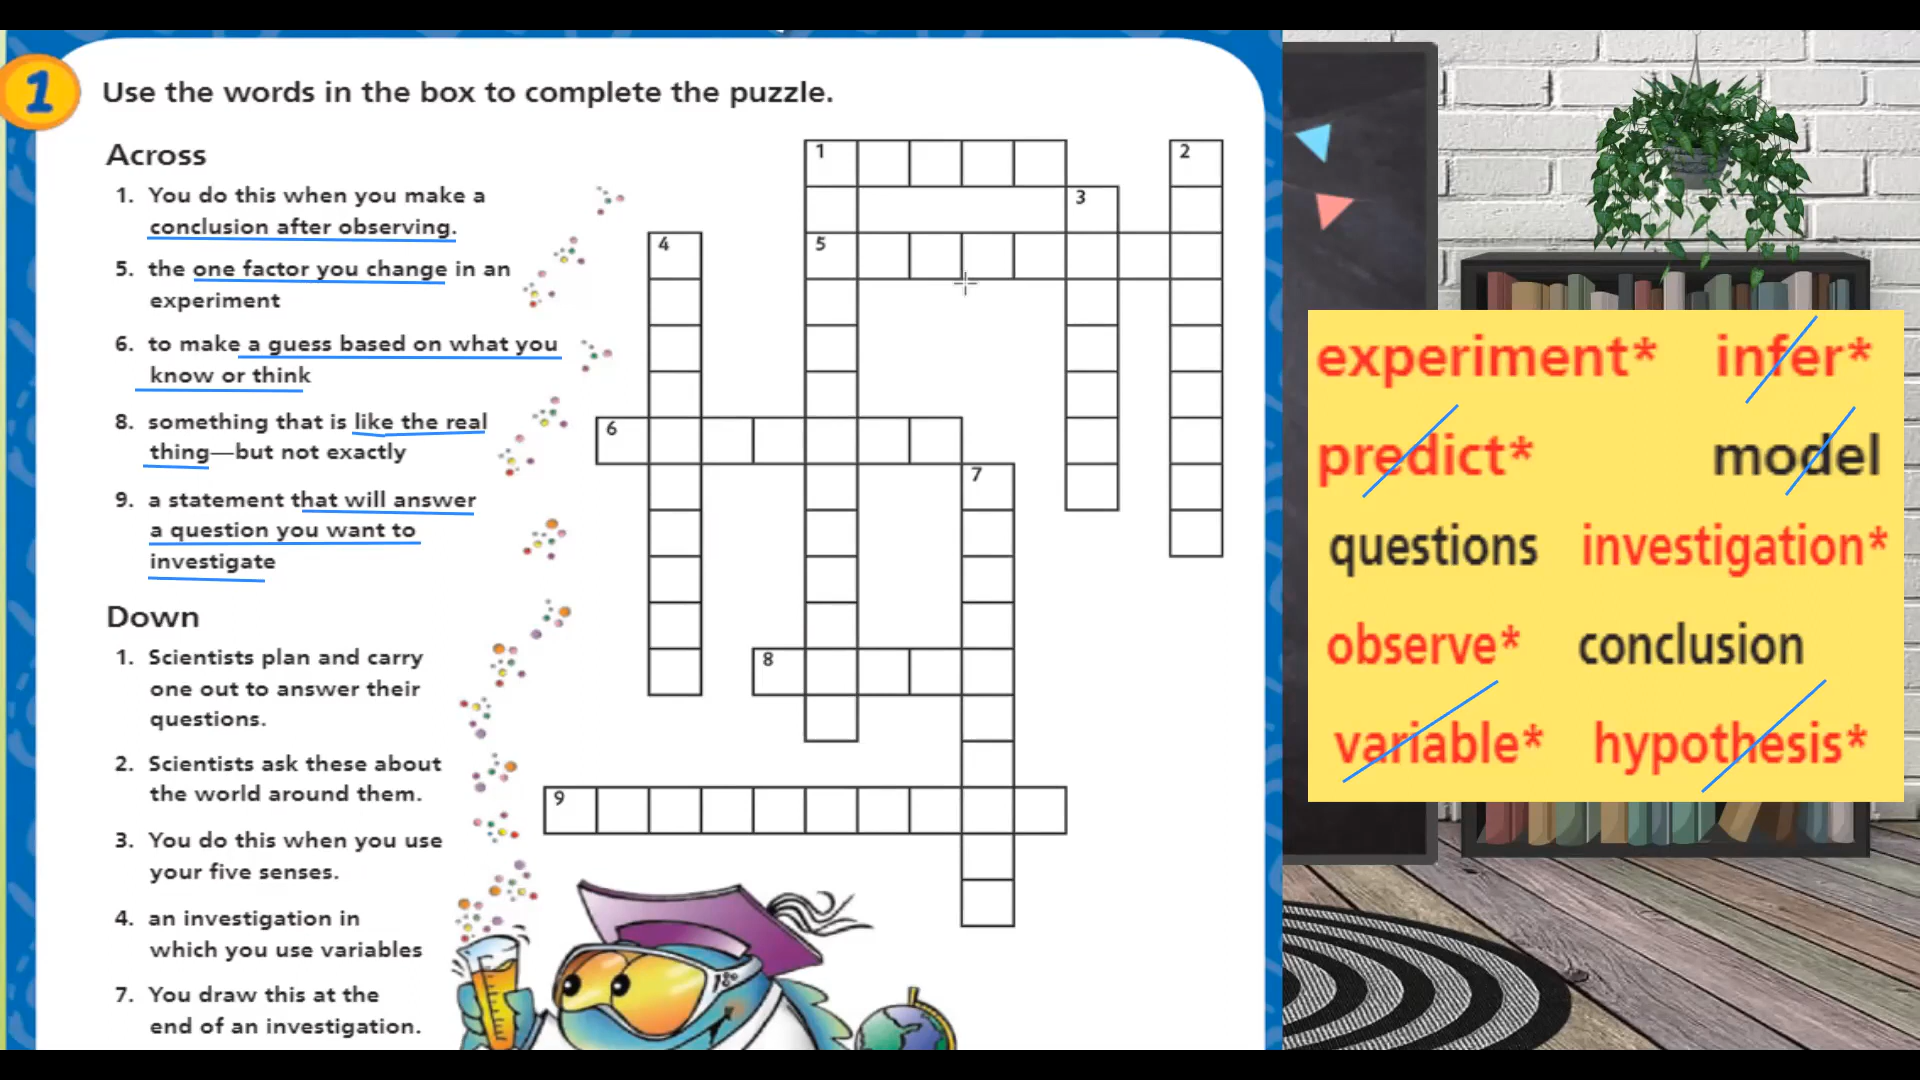 1
Use the words in the box to complete the puzzle.
Across
1. You do this when you make a
conclusion after observing.
5. the one factor you change in an
experiment
6. to make a guess based on what you
know or think
8. something that is like the real
thing—but not exactly
9. a statement that will answer
a question you want to
investigate
Down
1. Scientists plan and carry
one out to answer their
questions.
2. Scientists ask these about
the world around them.
3. You do this when you use
your five senses.
4. an investigation in
which you use variables
7. You draw this at the
end of an investigation.
1
2
3
4
5
6
7
8
9
experiment* infer*
predict* model
questions investigation*
observe* conclusion
variable* hypothesis*